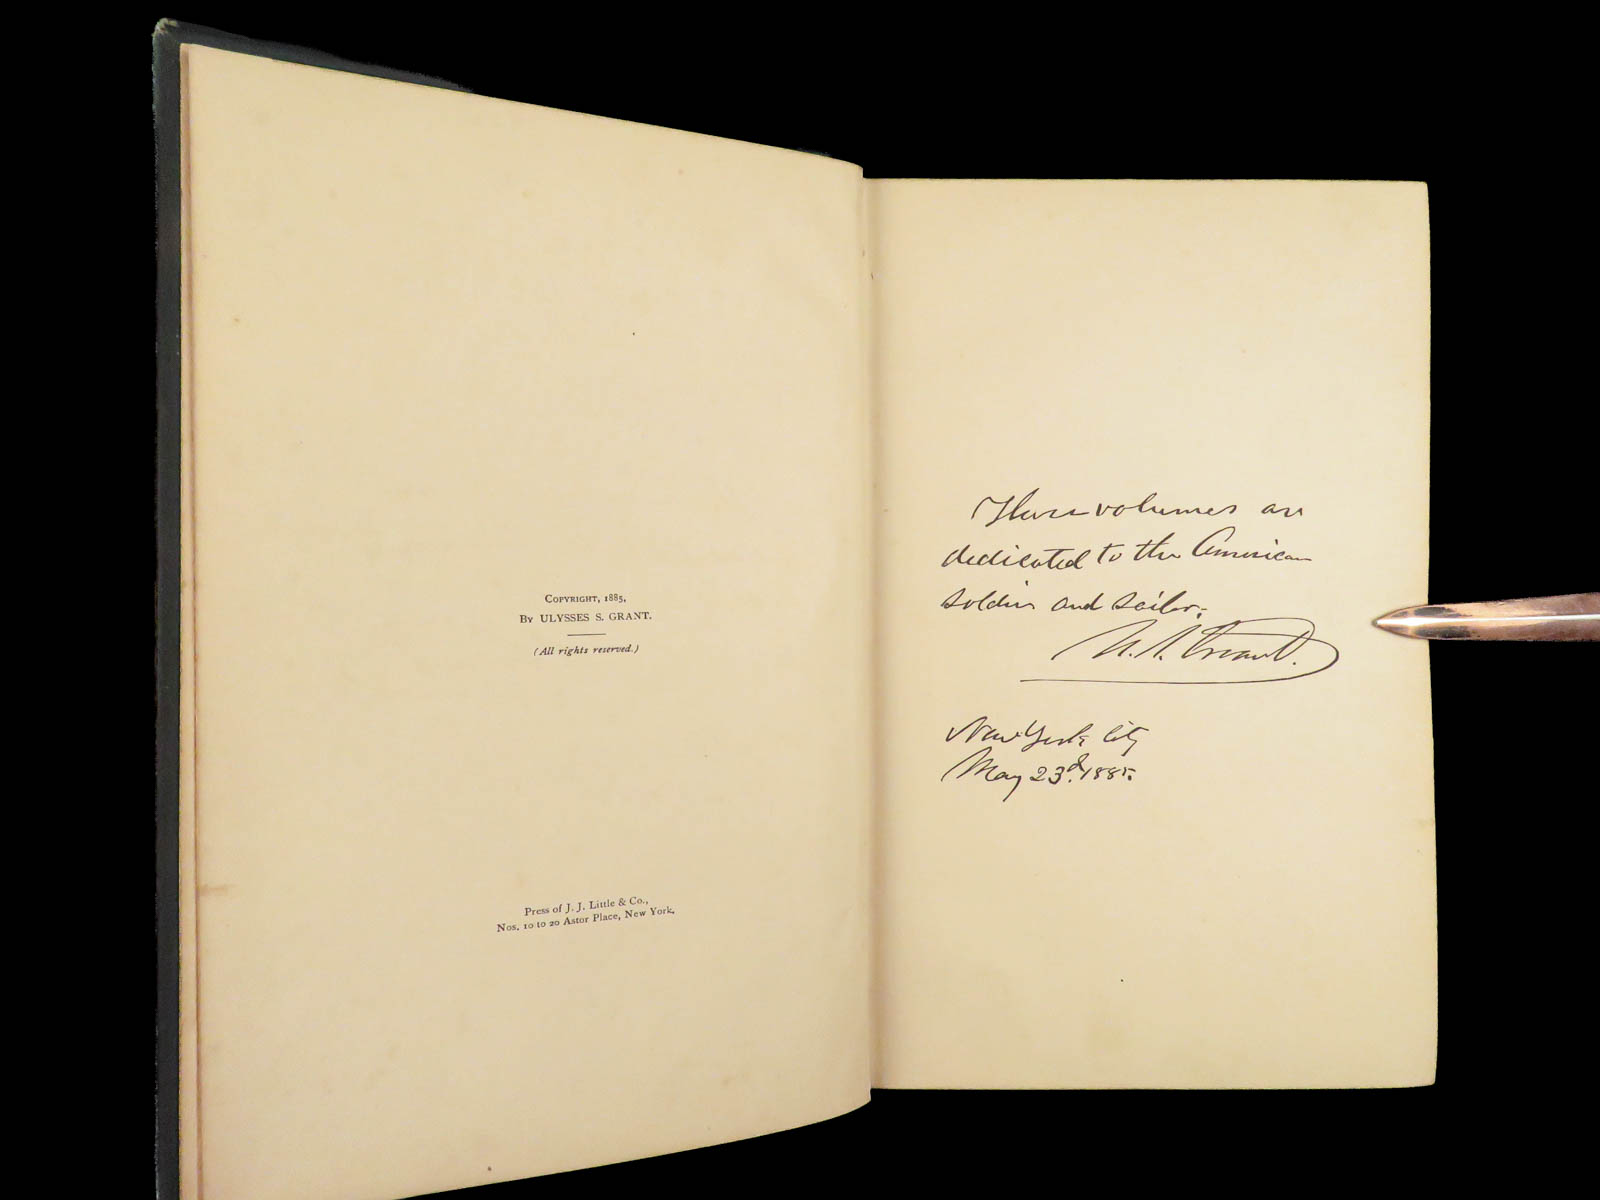 COPYRIGHT, 1885,
BY ULYSSES S. GRANT.
(All rights reserved.)
Press of J. J. Little & Co.,
Nos. 10 to 20 Astor Place, New York.
These volumes are
dedicated to the American
soldier and sailor.
U. S. Grant.
New York City
May 23d. 1885.